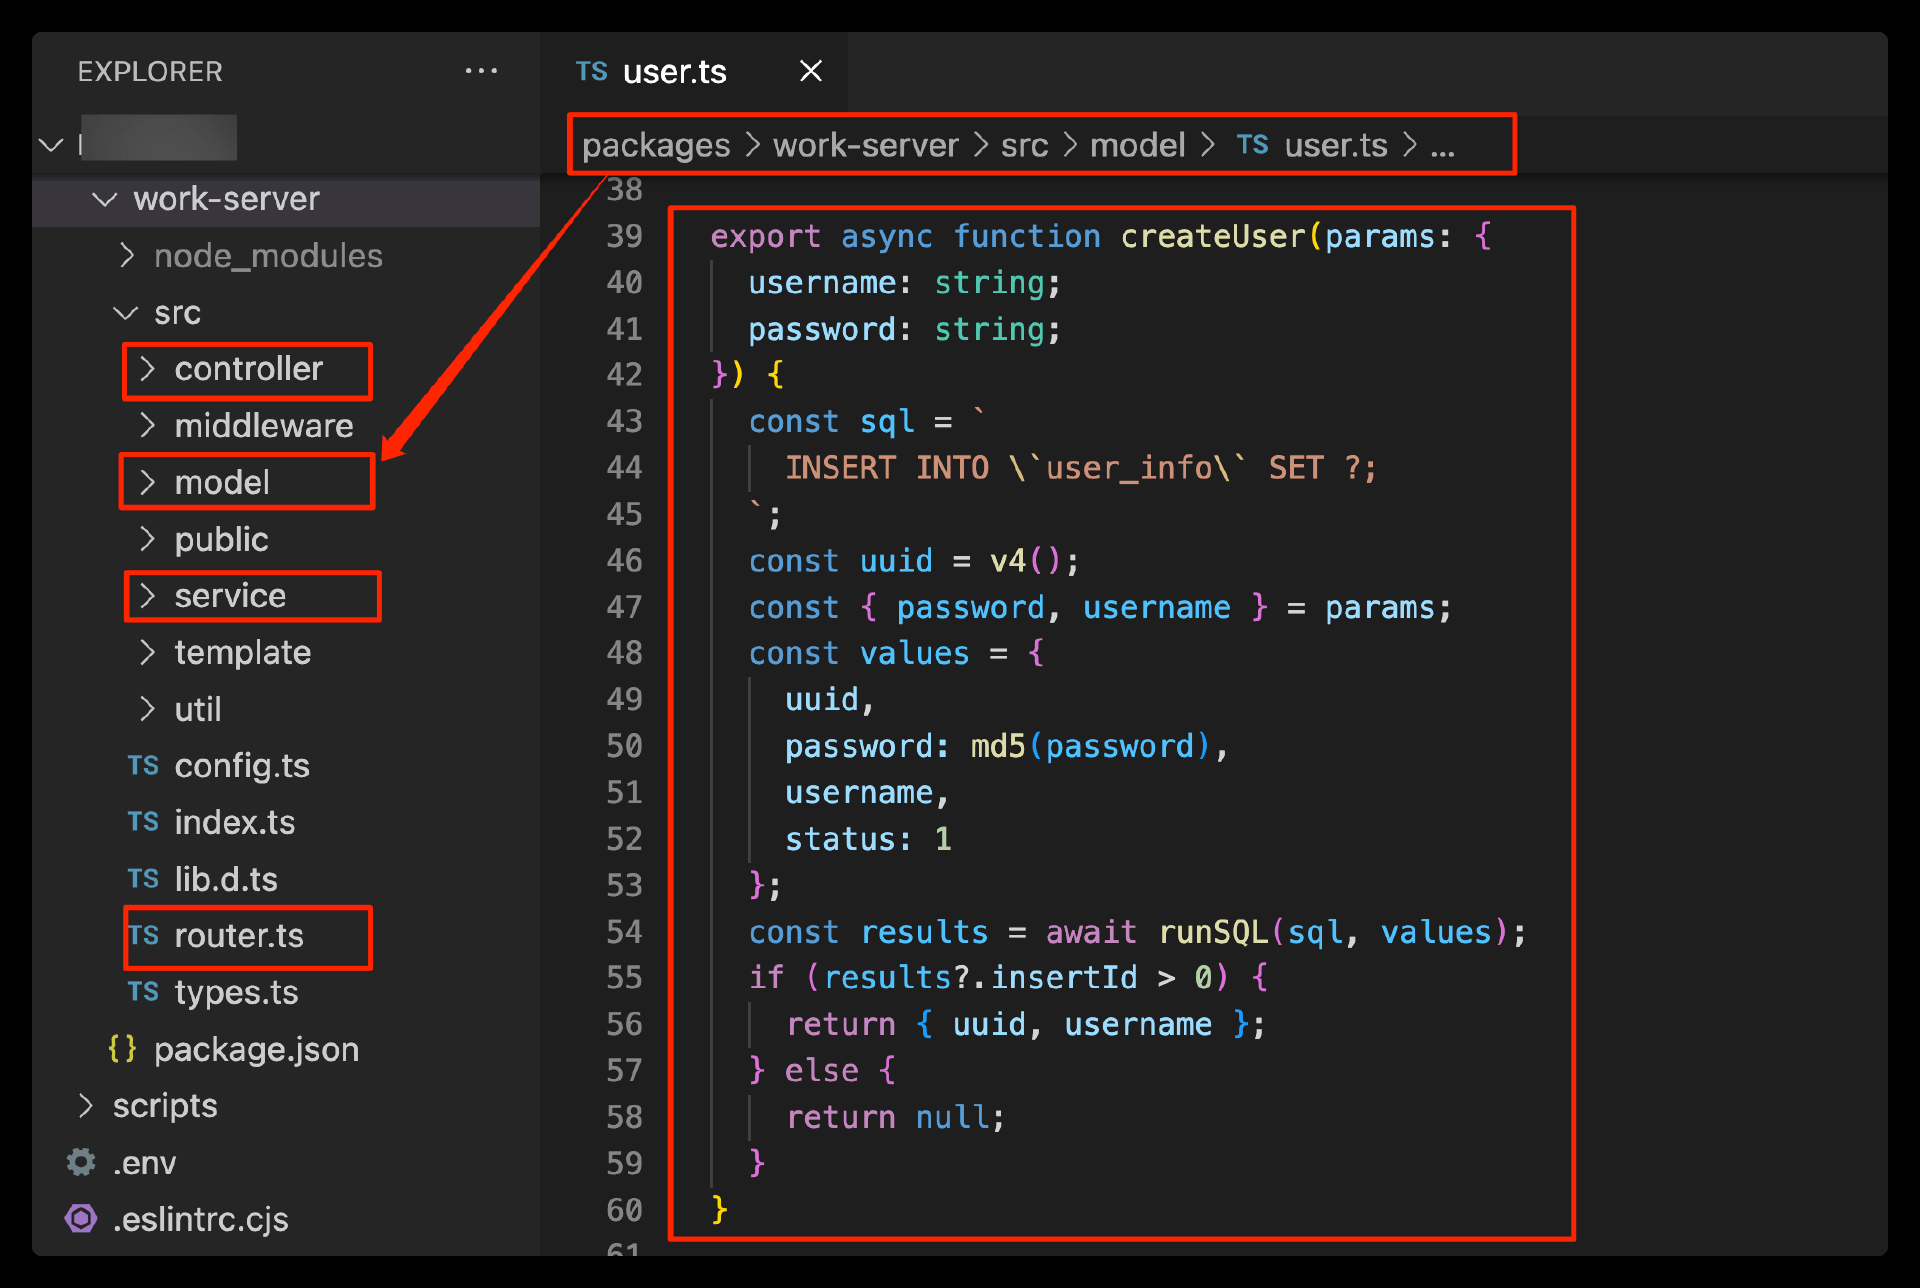 EXPLORER ...
work-server
node_modules
src
controller
middleware
model
public
service
template
util
TS config.ts
TS index.ts
TS lib.d.ts
TS router.ts
TS types.ts
{} package.json
scripts
.env
.eslintrc.cjs
TS user.ts
packages > work-server > src > model > TS user.ts > ...
38
39 export async function createUser(params: {
40 username: string;
41 password: string;
42 }) {
43 const sql = `
44 INSERT INTO \`user_info\` SET ?;
45 `;
46 const uuid = v4();
47 const { password, username } = params;
48 const values = {
49 uuid,
50 password: md5(password),
51 username,
52 status: 1
53 };
54 const results = await runSQL(sql, values);
55 if (results?.insertId > 0) {
56 return { uuid, username };
57 } else {
58 return null;
59 }
60 }
61